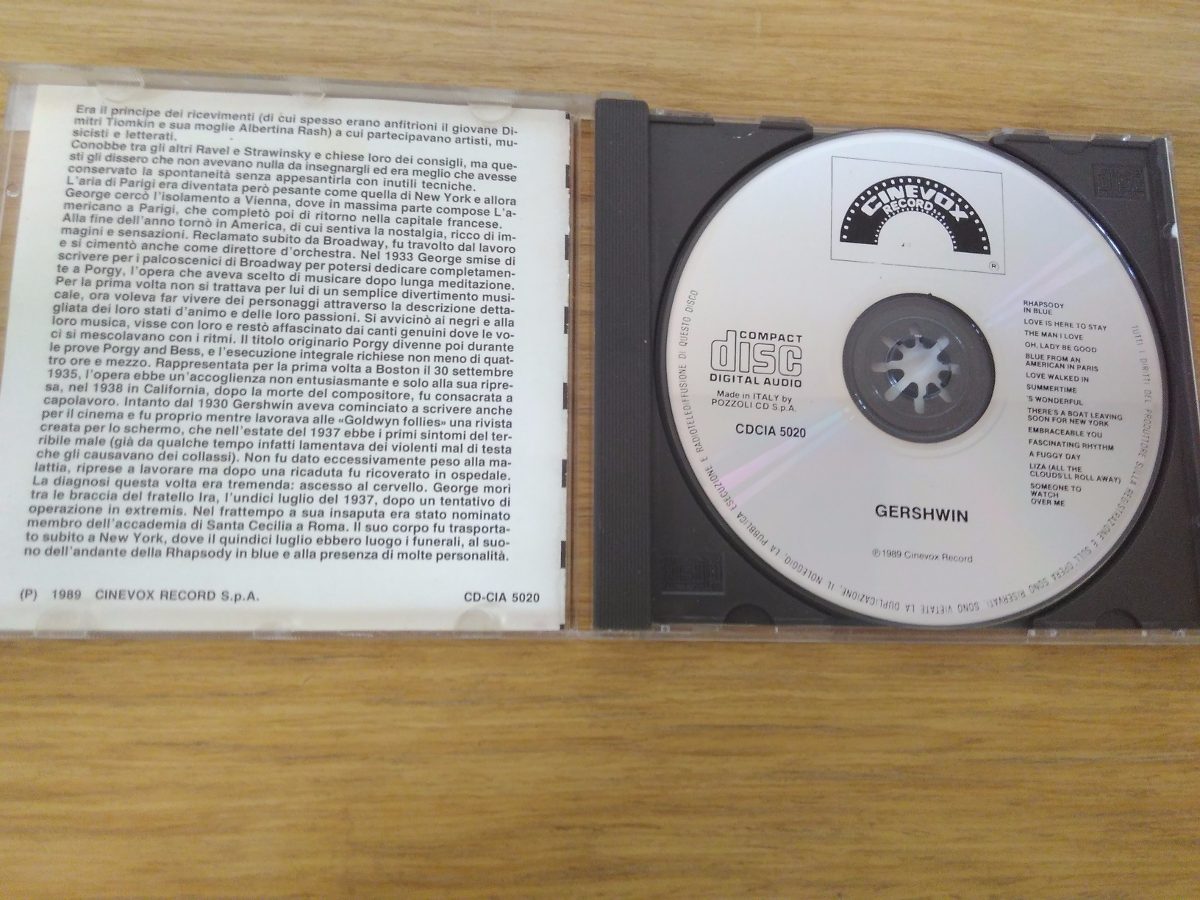 Era il principe dei ricevimenti (di cui spesso erano anfitrioni il giovane Di-
mitri Tiomkin e sua moglie Albertina Rash) a cui partecipavano artisti, mu-
sicisti e letterati.
Conobbe tra gli altri Ravel e Strawinsky e chiese loro dei consigli, ma que-
sti gli dissero che non avevano nulla da insegnargli ed era meglio che avesse
conservato la spontaneità senza appesantirla con inutili tecniche.
L'aria di Parigi era diventata però pesante come quella di New York e allora
George cercò l'isolamento a Vienna, dove in massima parte compose L'a-
mericano a Parigi, che completò poi di ritorno nella capitale francese.
Alla fine dell'anno tornò in America, di cui sentiva la nostalgia, ricco di im-
magini e sensazioni. Reclamato subito da Broadway, fu travolto dal lavoro
e si cimentò anche come direttore d'orchestra. Nel 1933 George smise di
scrivere per i palcoscenici di Broadway per potersi dedicare completamen-
te a Porgy, l'opera che aveva scelto di musicare dopo lunga meditazione.
Per la prima volta non si trattava per lui di un semplice divertimento musi-
cale, ora voleva far vivere dei personaggi attraverso la descrizione detta-
gliata dei loro stati d'animo e delle loro passioni. Si avvicinò ai negri e alla
loro musica, visse con loro e restò affascinato dai canti genuini dove le vo-
ci si mescolavano con i ritmi. Il titolo originario Porgy divenne poi durante
le prove Porgy and Bess, e l'esecuzione integrale richiese non meno di quat-
tro ore e mezzo. Rappresentata per la prima volta a Boston il 30 settembre
1935, l'opera ebbe un'accoglienza non entusiasmante e solo alla sua ripre-
sa, nel 1938 in California, dopo la morte del compositore, fu consacrata a
capolavoro. Intanto dal 1930 Gershwin aveva cominciato a scrivere anche
per il cinema e fu proprio mentre lavorava alle «Goldwyn follies» una rivista
creata per lo schermo, che nell'estate del 1937 ebbe i primi sintomi del ter-
ribile male (già da qualche tempo infatti lamentava dei violenti mal di testa
che gli causavano dei collassi). Non fu dato eccessivamente peso alla ma-
lattia, riprese a lavorare ma dopo una ricaduta fu ricoverato in ospedale.
La diagnosi questa volta era tremenda: ascesso al cervello. George morì
tra le braccia del fratello Ira, l'undici luglio del 1937, dopo un tentativo di
operazione in extremis. Nel frattempo a sua insaputa era stato nominato
membro dell'accademia di Santa Cecilia a Roma. Il suo corpo fu trasporta-
to subito a New York, dove il quindici luglio ebbero luogo i funerali, al suo-
no dell'andante della Rhapsody in blue e alla presenza di molte personalità.
(P) 1989 CINEVOX RECORD S.p.A. CD-CIA 5020
CINEVOX
RECORD
®
COMPACT
disc
DIGITAL AUDIO
Made in ITALY by
POZZOLI CD S.p.A.
CDCIA 5020
RHAPSODY
IN BLUE
LOVE IS HERE TO STAY
THE MAN I LOVE
OH, LADY BE GOOD
BLUE FROM AN
AMERICAN IN PARIS
LOVE WALKED IN
SUMMERTIME
'S WONDERFUL
THERE'S A BOAT LEAVING
SOON FOR NEW YORK
EMBRACEABLE YOU
FASCINATING RHYTHM
A FUGGY DAY
LIZA (ALL THE
CLOUDS'LL ROLL AWAY)
SOMEONE TO
WATCH
OVER ME
GERSHWIN
℗ 1989 Cinevox Record
TUTTI I DIRITTI DEL PRODUTTORE SULLA REGISTRAZIONE E SULL'OPERA SONO RISERVATI. SONO VIETATE LA DUPLICAZIONE, IL NOLEGGIO, LA PUBBLICA ESECUZIONE E RADIOTELEDIFFUSIONE DI QUESTO DISCO